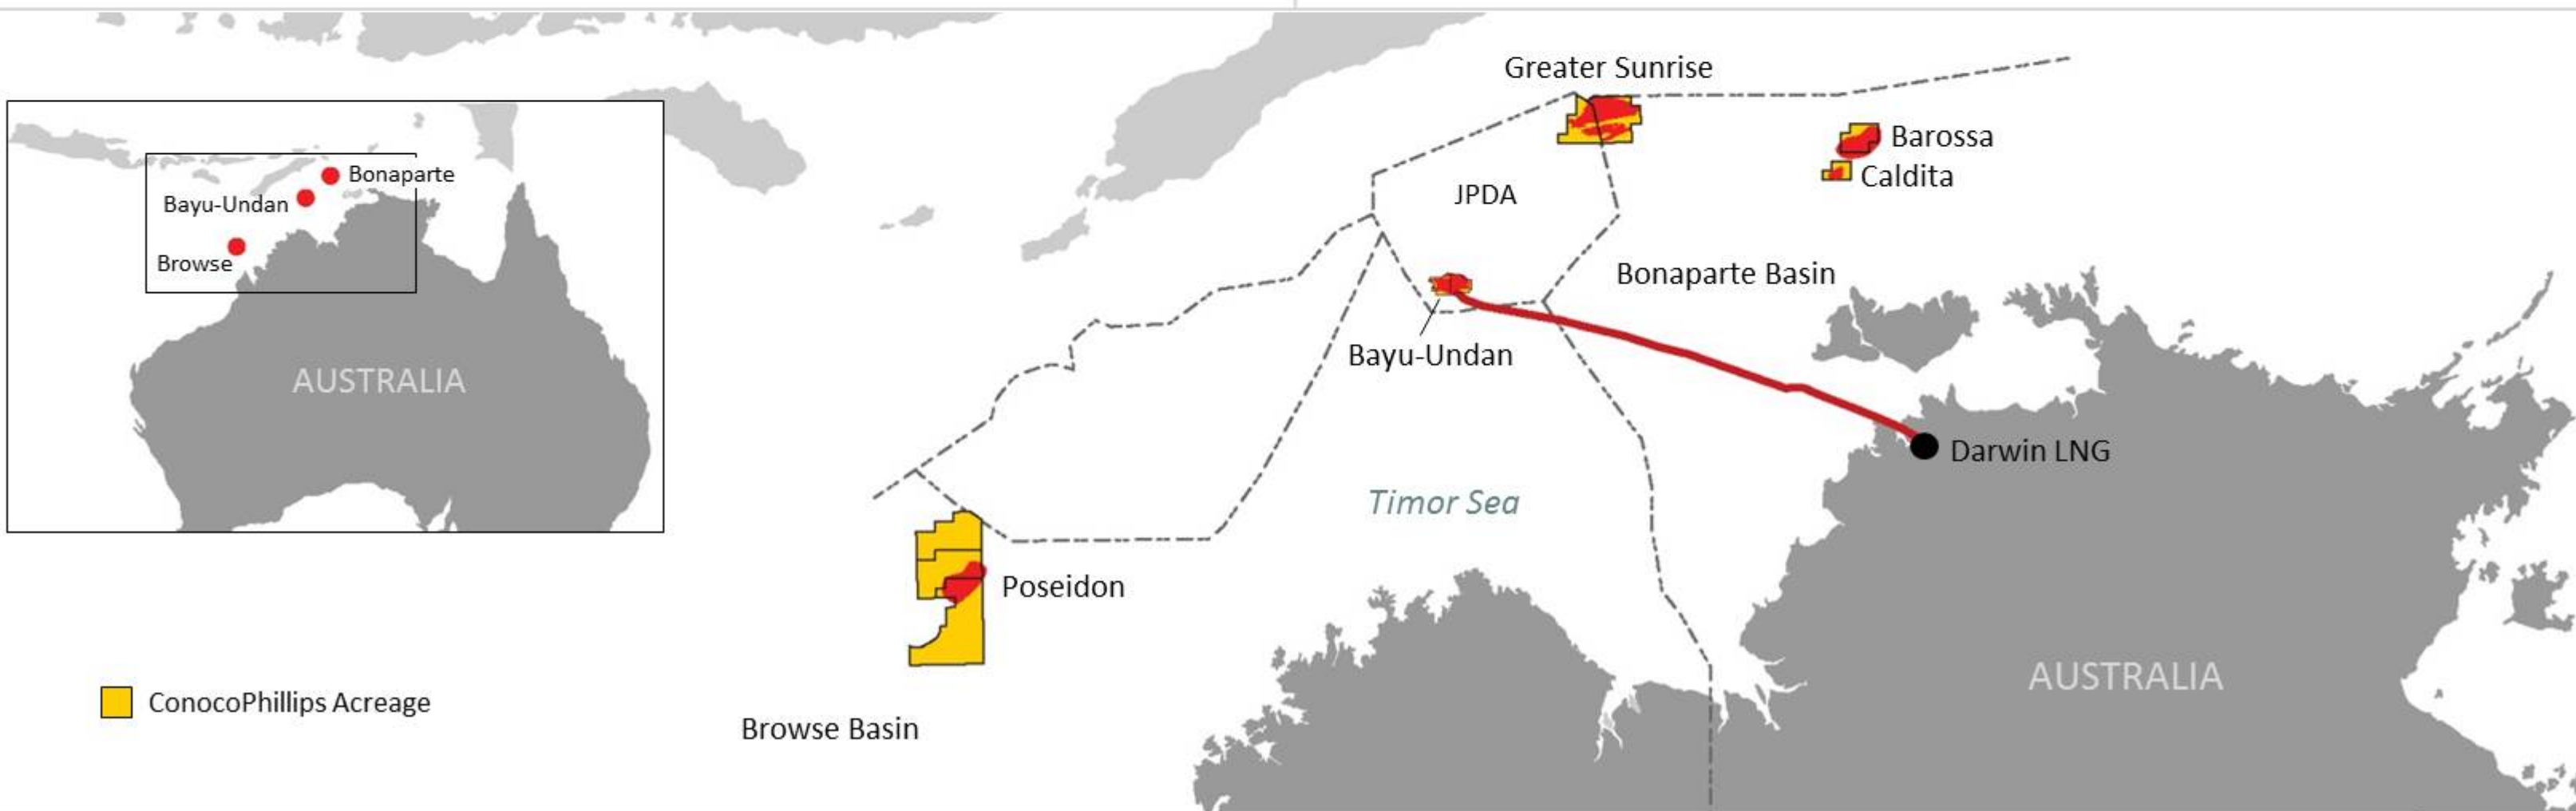 Greater Sunrise
Barossa
Caldita
JPDA
Bonaparte
Bayu-Undan
Browse
AUSTRALIA
Bonaparte Basin
Bayu-Undan
Darwin LNG
Timor Sea
Poseidon
AUSTRALIA
ConocoPhillips Acreage
Browse Basin